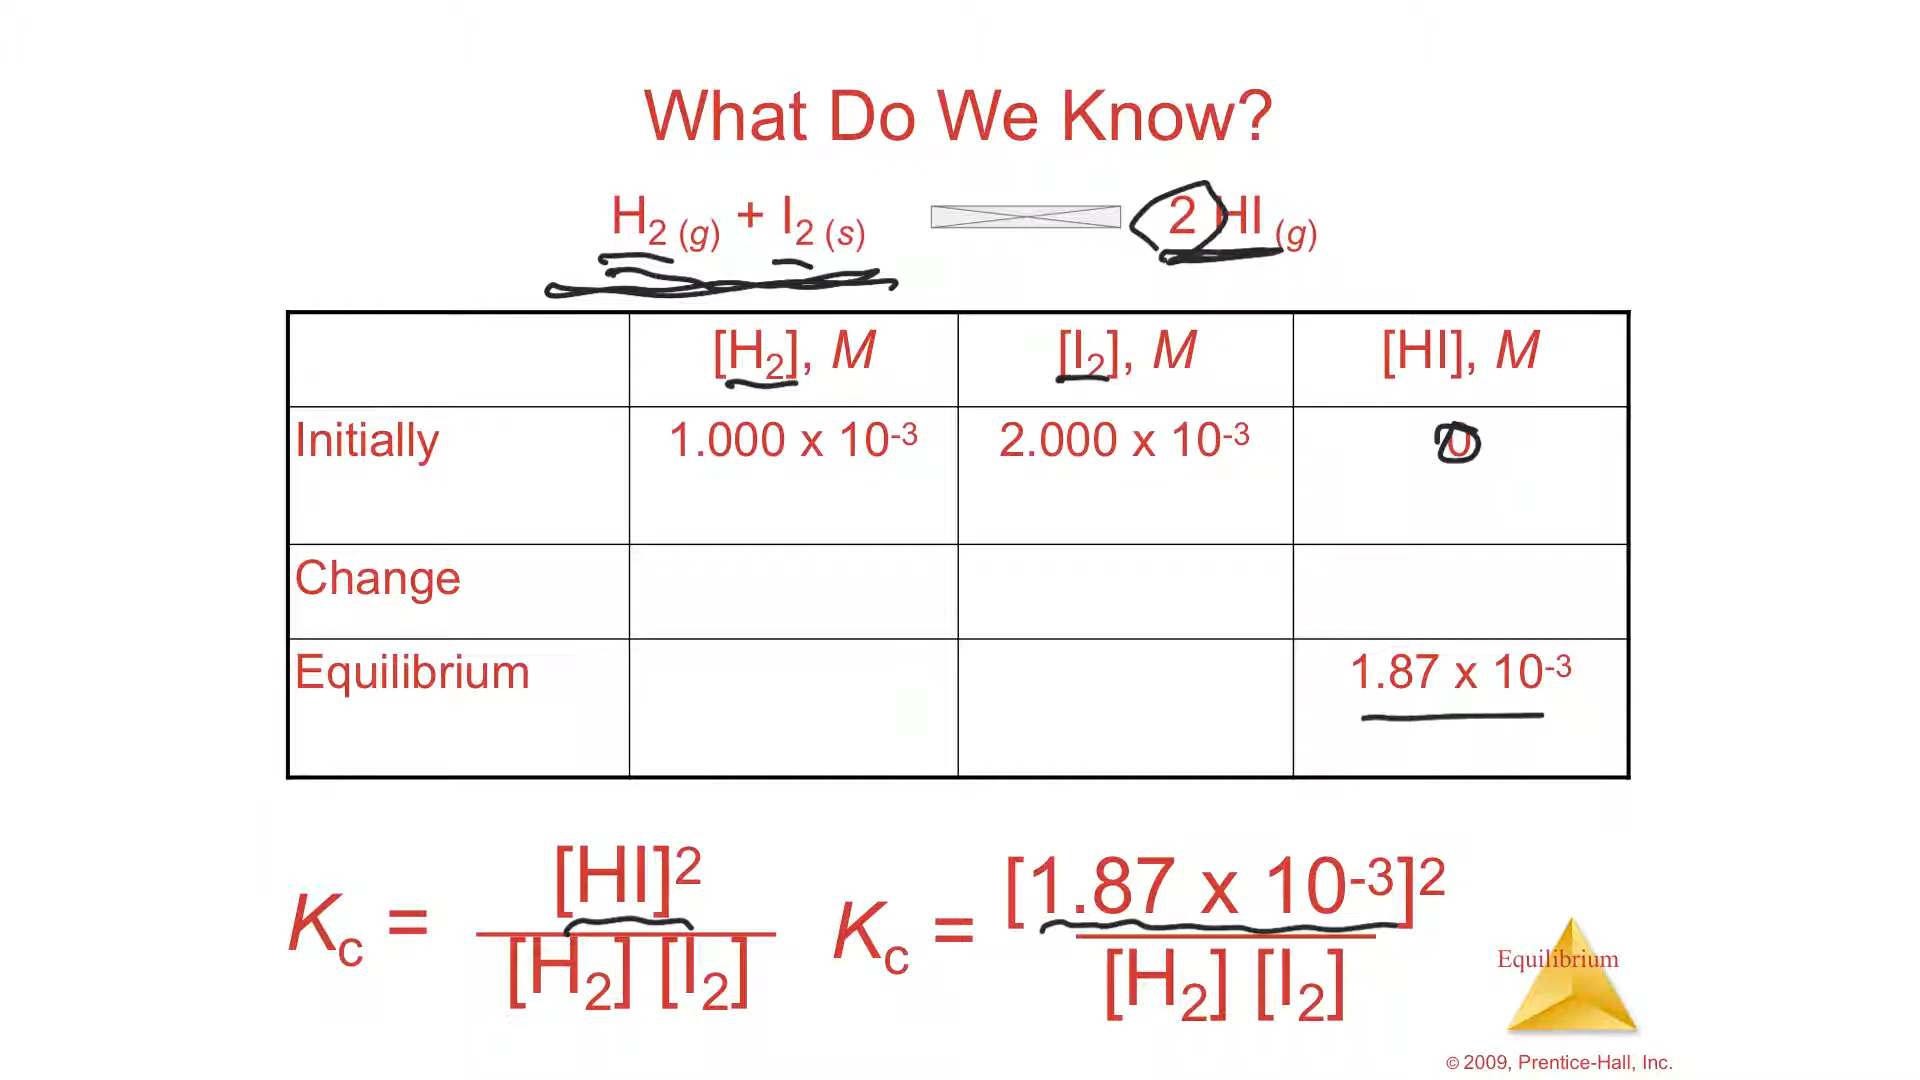 What Do We Know?
H₂ (g) + I₂ (s) 2 HI (g)
[H₂], M [I₂], M [HI], M
Initially 1.000 x 10⁻³ 2.000 x 10⁻³ 0
Change
Equilibrium 1.87 x 10⁻³
[HI]² [1.87 x 10⁻³]²
K_c = K_c =
[H₂] [I₂] [H₂] [I₂]
Equilibrium
© 2009, Prentice-Hall, Inc.